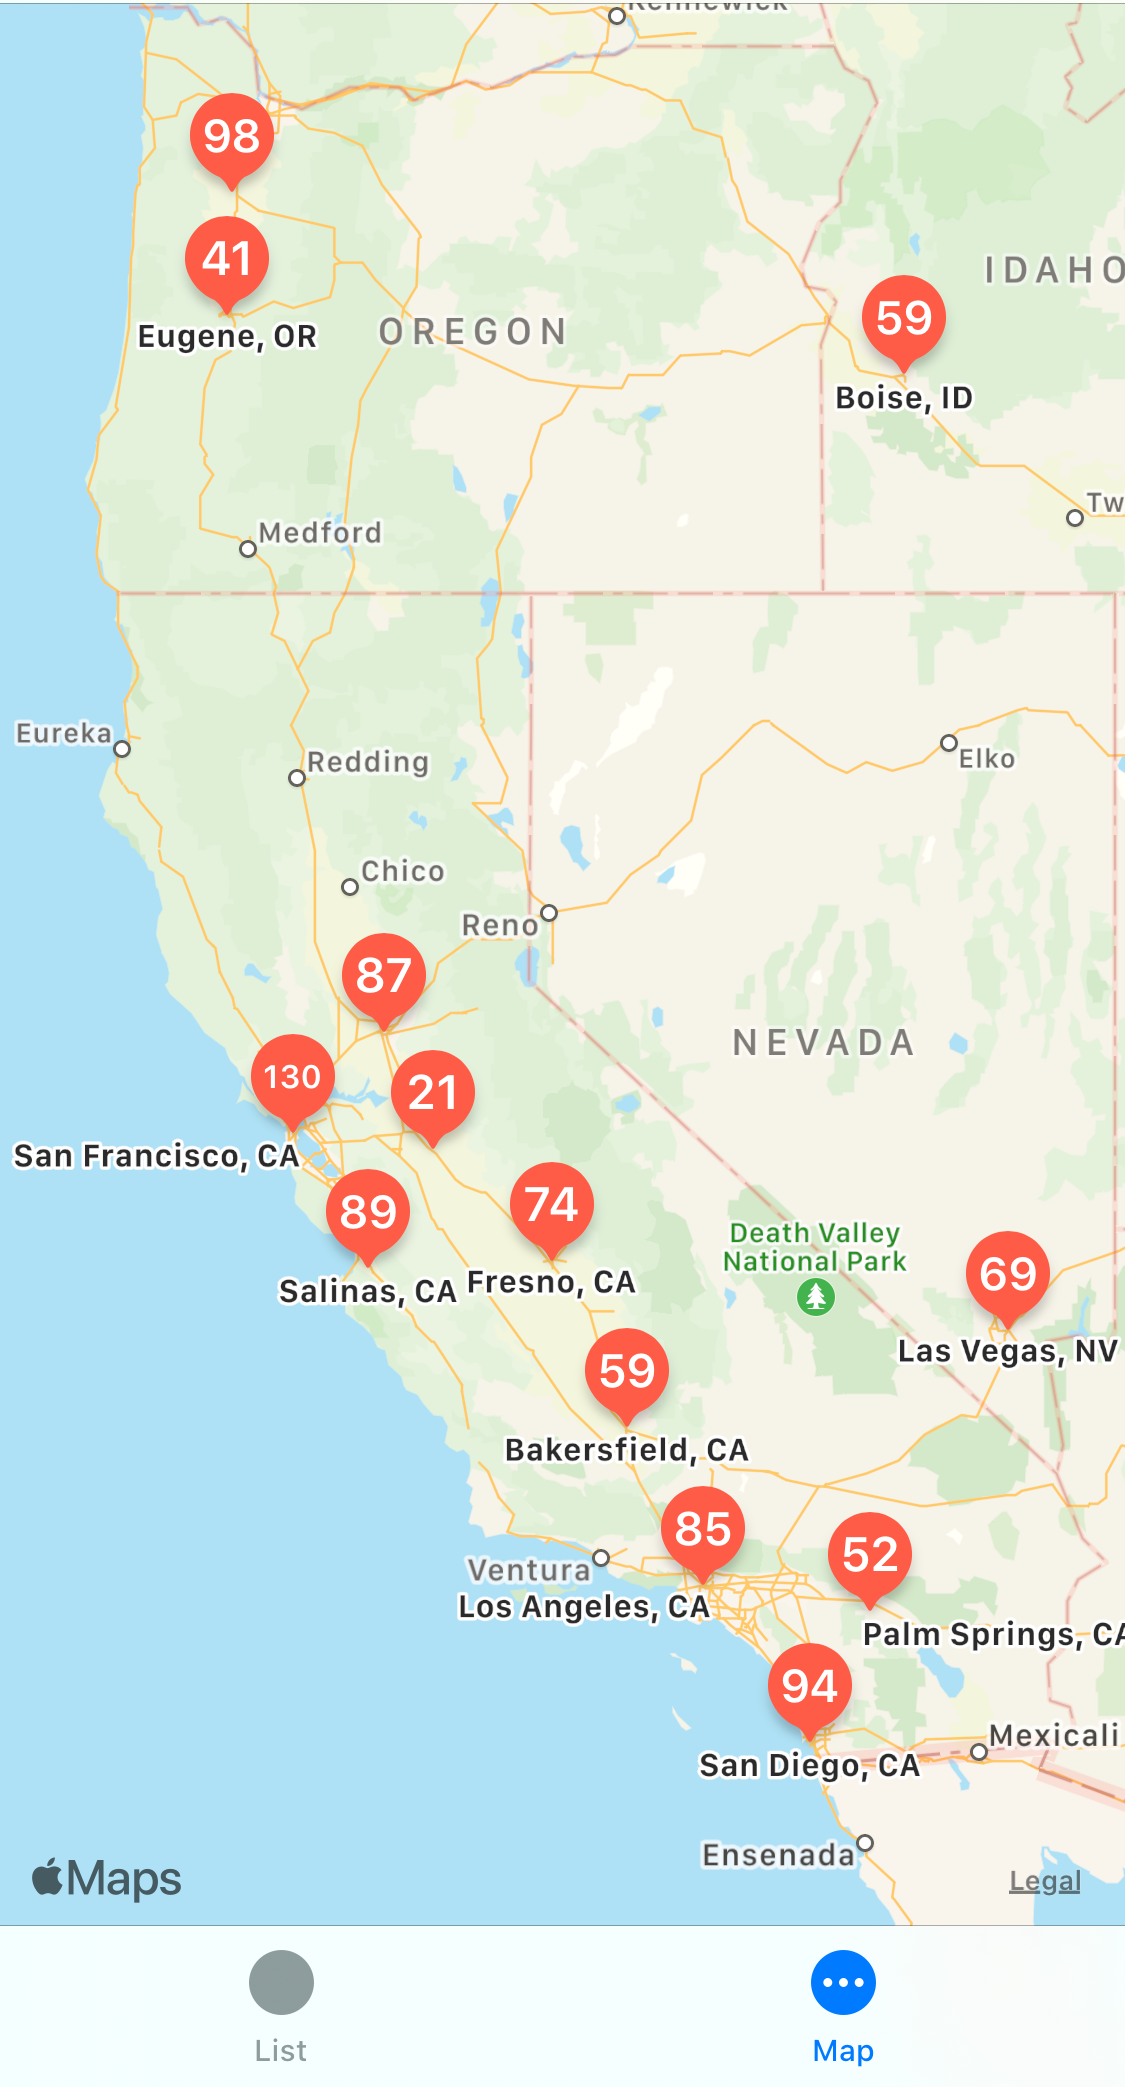 Kennewick
98
41
Eugene, OR
OREGON
IDAHO
59
Boise, ID
Tw
Medford
Eureka
Redding
Elko
Chico
Reno
87
NEVADA
130
21
San Francisco, CA
89
74
Death Valley
National Park
Salinas, CA
Fresno, CA
69
Las Vegas, NV
59
Bakersfield, CA
85
52
Ventura
Los Angeles, CA
Palm Springs, CA
94
Mexicali
San Diego, CA
Ensenada
Maps
Legal
List
Map